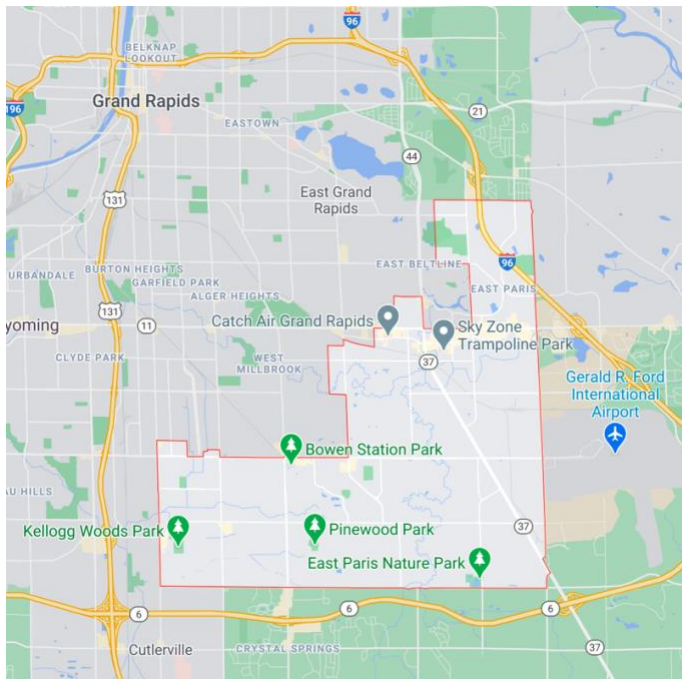 96
BELKNAP
LOOKOUT
Grand Rapids
196
21
EASTOWN
44
East Grand
Rapids
131
EAST BELTLINE
96
URBANDALE
BURTON HEIGHTS
GARFIELD PARK
EAST PARIS
ALGER HEIGHTS
131
yoming
11
Catch Air Grand Rapids
Sky Zone
Trampoline Park
CLYDE PARK
WEST
MILLBROOK
37
Gerald R. Ford
International
Airport
Bowen Station Park
AU HILLS
Kellogg Woods Park
Pinewood Park
37
East Paris Nature Park
6
6
6
Cutlerville
CRYSTAL SPRINGS
37